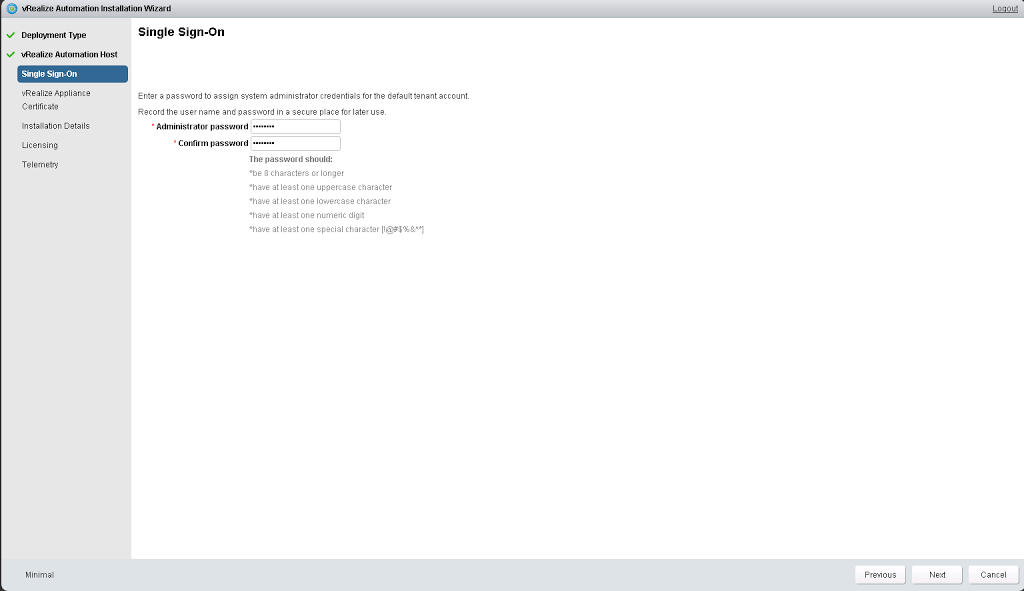 vRealize Automation Installation Wizard
Logout
Deployment Type
vRealize Automation Host
Single Sign-On
vRealize Appliance
Certificate
Installation Details
Licensing
Telemetry
Single Sign-On
Enter a password to assign system administrator credentials for the default tenant account.
Record the user name and password in a secure place for later use.
* Administrator password ••••••••
* Confirm password ••••••••
The password should:
*be 8 characters or longer
*have at least one uppercase character
*have at least one lowercase character
*have at least one numeric digit
*have at least one special character [!@#$%&^*]
Minimal
Previous
Next
Cancel